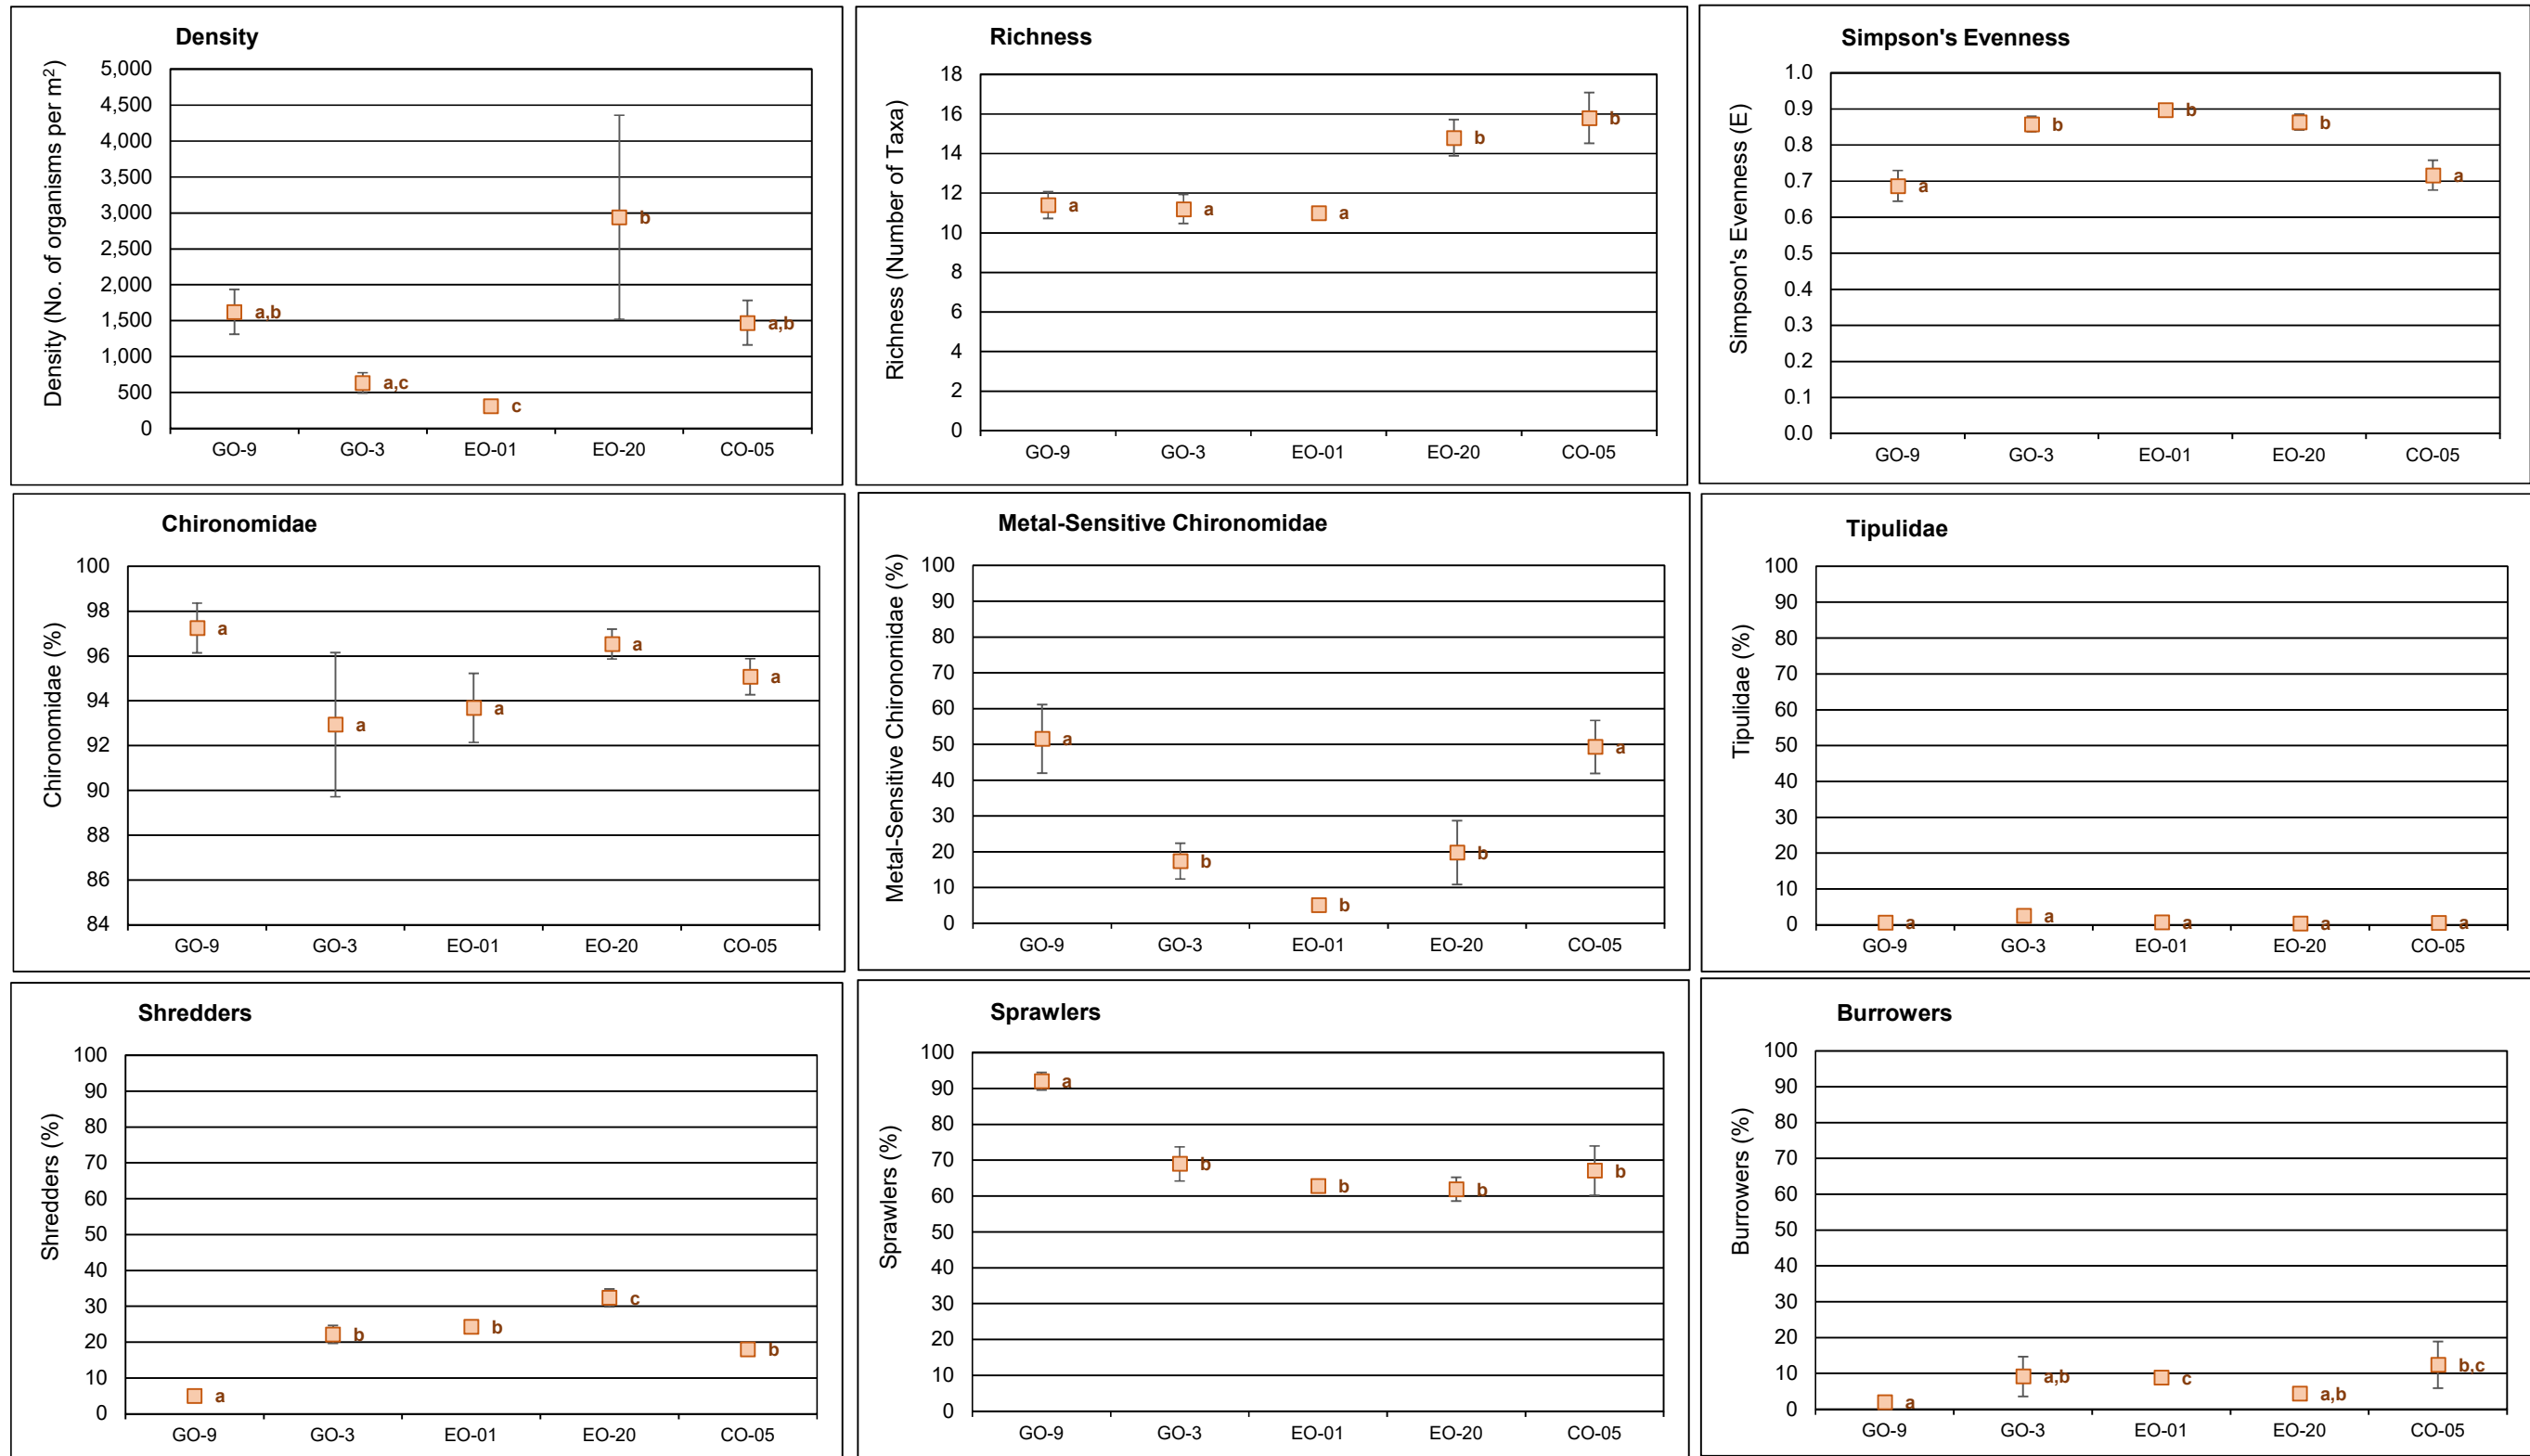 Density
Density (No. of organisms per m²)
5,000
4,500
4,000
3,500
3,000
2,500
2,000
1,500
1,000
500
0
a,b
a,c
c
b
a,b
GO-9 GO-3 EO-01 EO-20 CO-05
Richness
Richness (Number of Taxa)
18
16
14
12
10
8
6
4
2
0
a
a
a
b
b
GO-9 GO-3 EO-01 EO-20 CO-05
Simpson's Evenness
Simpson's Evenness (E)
1.0
0.9
0.8
0.7
0.6
0.5
0.4
0.3
0.2
0.1
0.0
a
b
b
b
a
GO-9 GO-3 EO-01 EO-20 CO-05
Chironomidae
Chironomidae (%)
100
98
96
94
92
90
88
86
84
a
a
a
a
a
GO-9 GO-3 EO-01 EO-20 CO-05
Metal-Sensitive Chironomidae
Metal-Sensitive Chironomidae (%)
100
90
80
70
60
50
40
30
20
10
0
a
b
b
b
a
GO-9 GO-3 EO-01 EO-20 CO-05
Tipulidae
Tipulidae (%)
100
90
80
70
60
50
40
30
20
10
0
a
a
a
a
a
GO-9 GO-3 EO-01 EO-20 CO-05
Shredders
Shredders (%)
100
90
80
70
60
50
40
30
20
10
0
a
b
b
c
b
GO-9 GO-3 EO-01 EO-20 CO-05
Sprawlers
Sprawlers (%)
100
90
80
70
60
50
40
30
20
10
0
a
b
b
b
b
GO-9 GO-3 EO-01 EO-20 CO-05
Burrowers
Burrowers (%)
100
90
80
70
60
50
40
30
20
10
0
a
a,b
c
a,b
b,c
GO-9 GO-3 EO-01 EO-20 CO-05